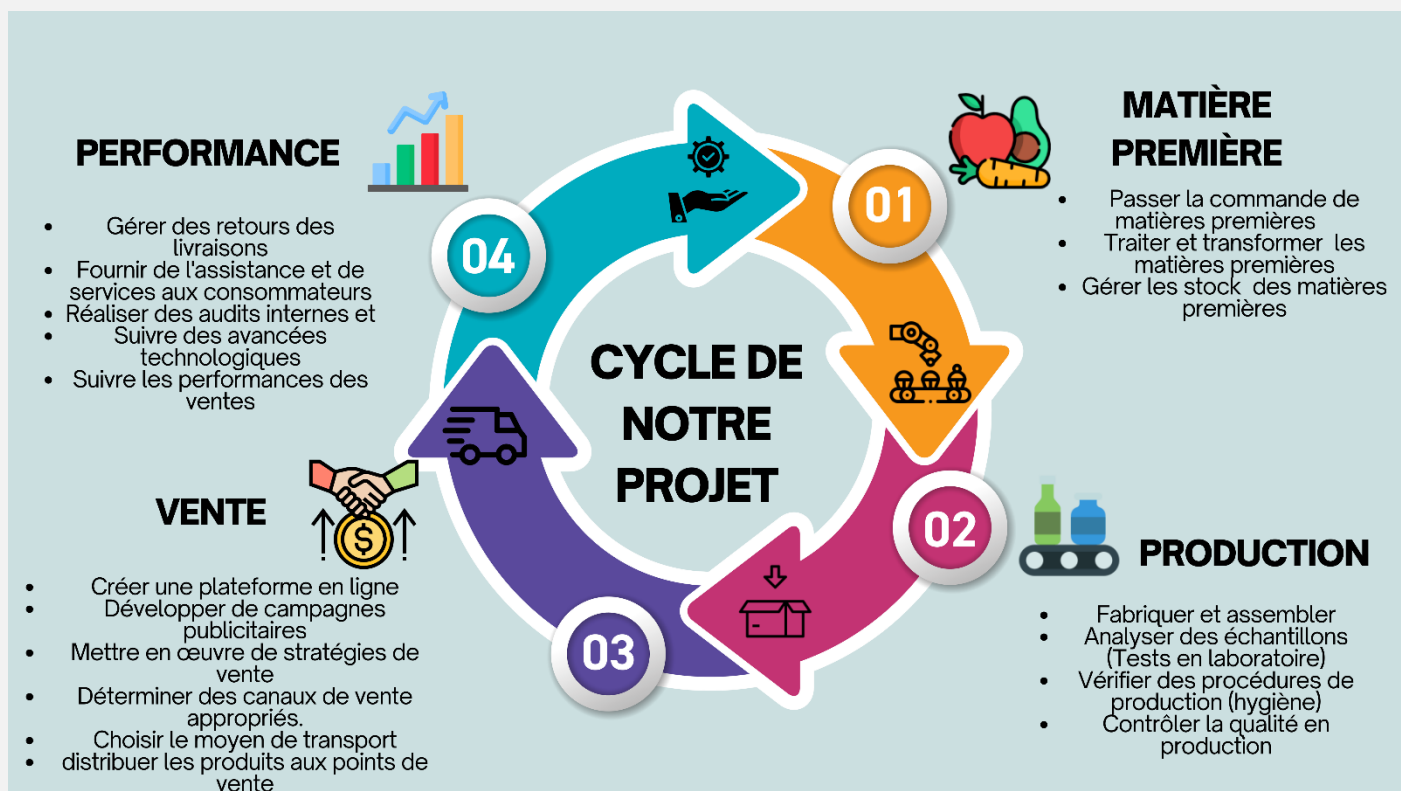 CYCLE DE
NOTRE
PROJET
01
MATIÈRE
PREMIÈRE
• Passer la commande de
matières premières
• Traiter et transformer les
matières premières
• Gérer les stock des matières
premières
02
PRODUCTION
• Fabriquer et assembler
• Analyser des échantillons
(Tests en laboratoire)
• Vérifier des procédures de
production (hygiène)
• Contrôler la qualité en
production
03
VENTE
$
• Créer une plateforme en ligne
• Développer de campagnes
publicitaires
• Mettre en œuvre de stratégies de
vente
• Déterminer des canaux de vente
appropriés.
• Choisir le moyen de transport
• distribuer les produits aux points de
vente
04
PERFORMANCE
• Gérer des retours des
livraisons
• Fournir de l'assistance et de
services aux consommateurs
• Réaliser des audits internes et
• Suivre des avancées
technologiques
• Suivre les performances des
ventes